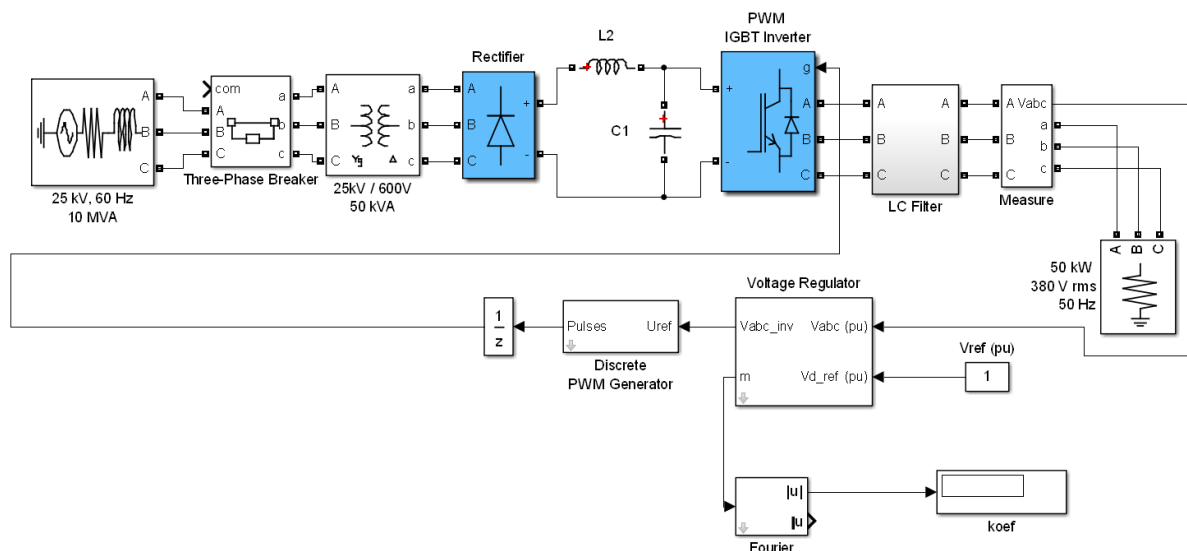 PWM
IGBT Inverter
L2
Rectifier
g
com
A
B
C
A
B
C
a
b
c
A
B
C
a
b
c
Yg
Δ
A
B
C
+
-
C1
+
-
A
B
C
A
B
C
A
B
C
A
B
C
Vabc
a
b
c
25 kV, 60 Hz
10 MVA
Three-Phase Breaker
25kV / 600V
50 kVA
LC Filter
Measure
A
B
C
50 kW
380 V rms
50 Hz
Voltage Regulator
1
z
Pulses
Uref
Discrete
PWM Generator
Vabc_inv
Vabc (pu)
m
Vd_ref (pu)
Vref (pu)
1
|u|
∠u
Fourier
koef